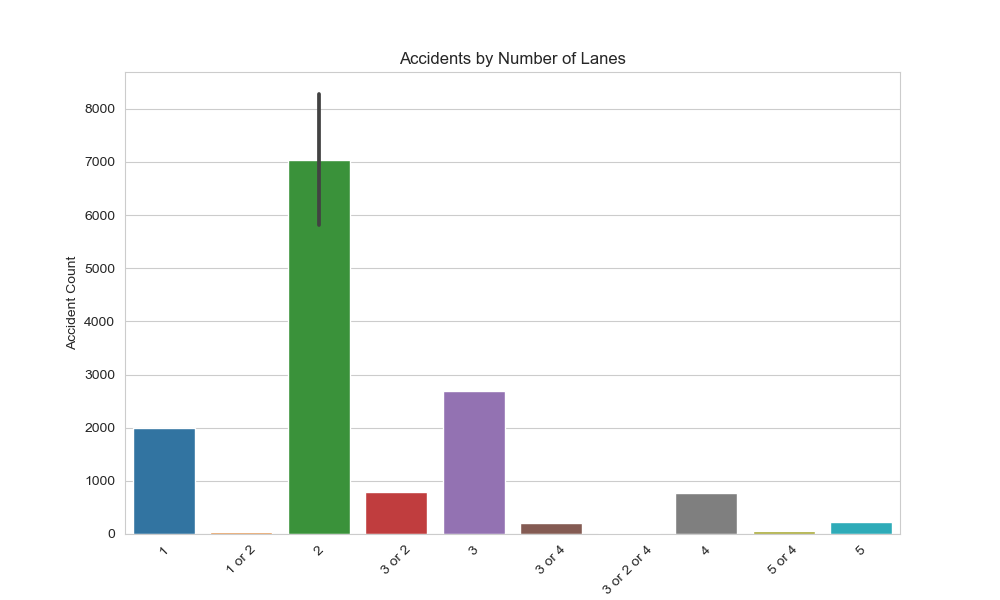 Accidents by Number of Lanes
8000
7000
6000
5000
4000
3000
2000
1000
0
Accident Count
1
1 or 2
2
3 or 2
3
3 or 4
3 or 2 or 4
4
5 or 4
5